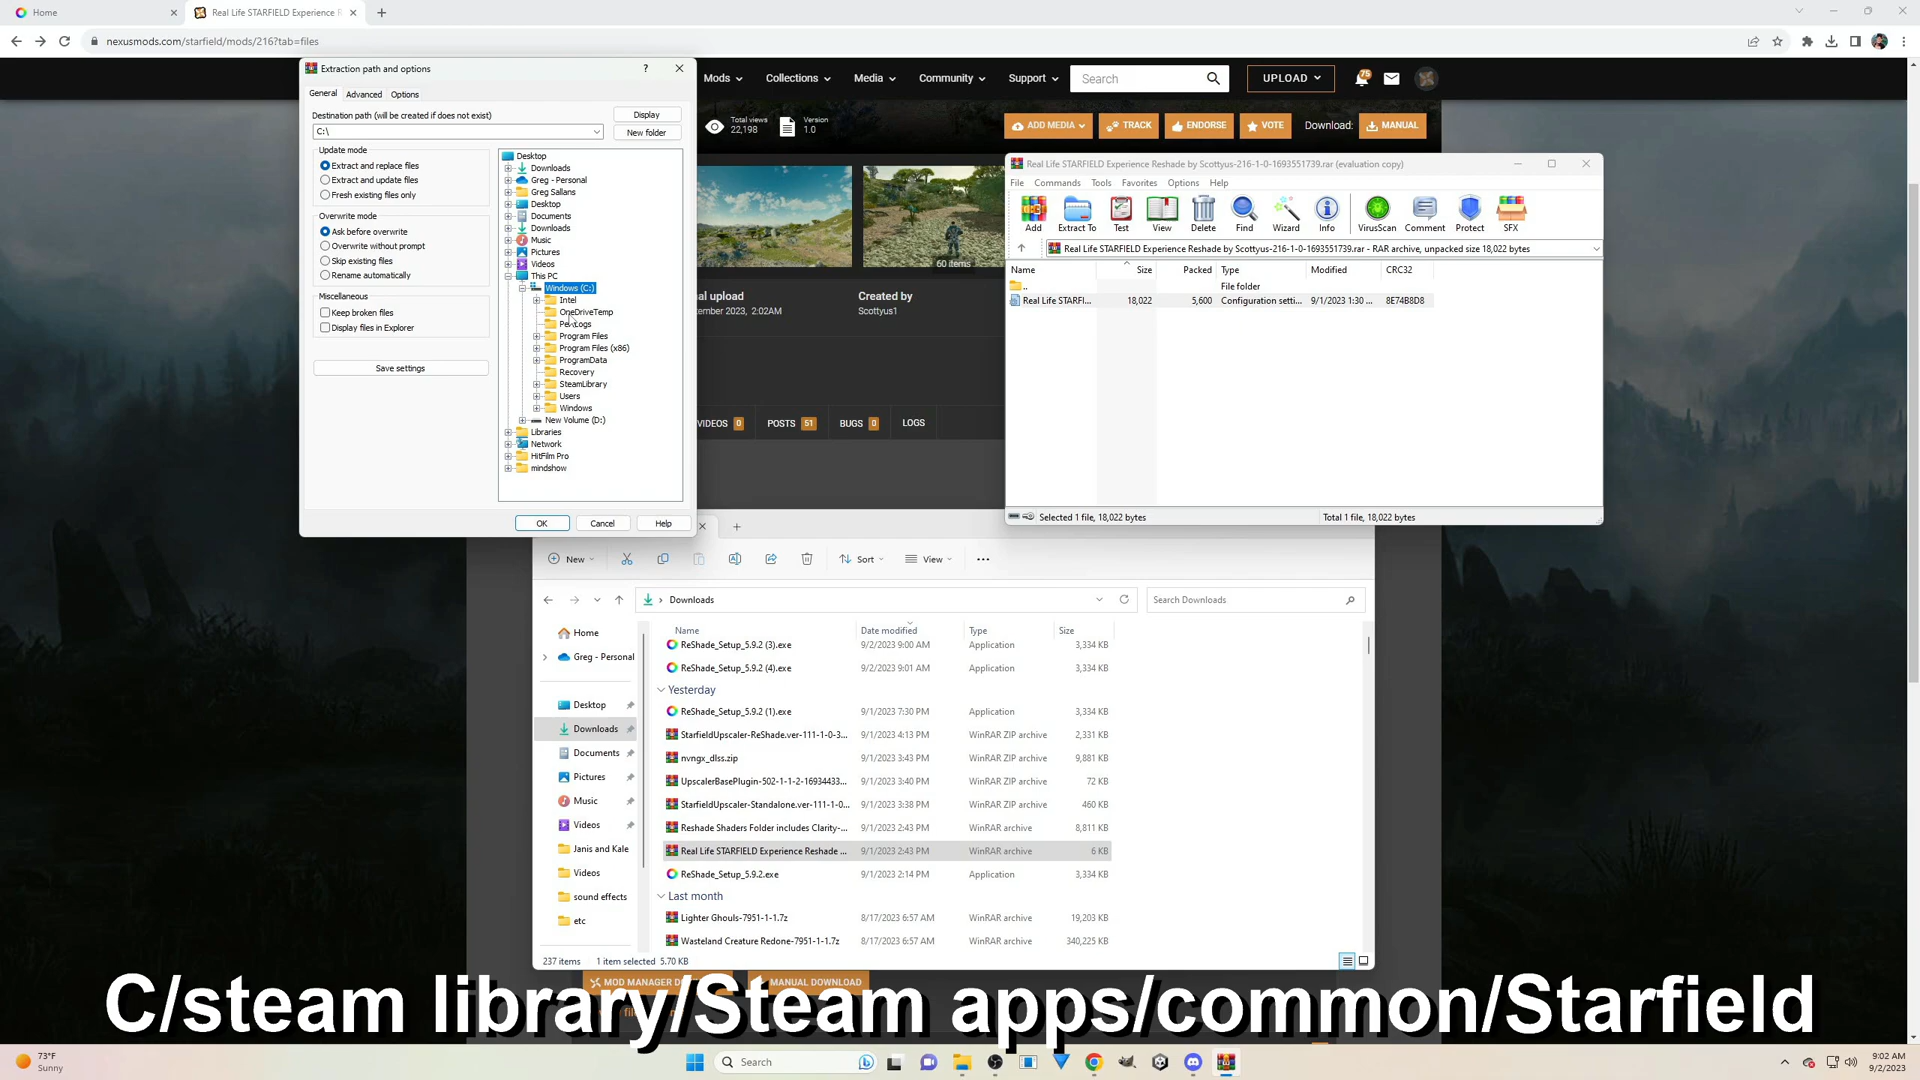 Home
Real Life STARFIELD Experience R
nexusmods.com/starfield/mods/216?tab=files
Mods
Collections
Media
Community
Support
Search
UPLOAD
75
Total views
22,198
Version
1.0
ADD MEDIA
TRACK
ENDORSE
VOTE
Download:
MANUAL
60 items
nal upload
eptember 2023, 2:02AM
Created by
Scottyus1
VIDEOS 0
POSTS 51
BUGS 0
LOGS
Extraction path and options
General
Advanced
Options
Destination path (will be created if does not exist)
Display
C:\
New folder
Update mode
Extract and replace files
Extract and update files
Fresh existing files only
Overwrite mode
Ask before overwrite
Overwrite without prompt
Skip existing files
Rename automatically
Miscellaneous
Keep broken files
Display files in Explorer
Save settings
Desktop
Downloads
Greg - Personal
Greg Sallans
Desktop
Documents
Downloads
Music
Pictures
Videos
This PC
Windows (C:)
Intel
OneDriveTemp
PerfLogs
Program Files
Program Files (x86)
ProgramData
Recovery
SteamLibrary
Users
Windows
New Volume (D:)
Libraries
Network
HitFilm Pro
mindshow
OK
Cancel
Help
Real Life STARFIELD Experience Reshade by Scottyus-216-1-0-1693551739.rar (evaluation copy)
File Commands Tools Favorites Options Help
Add Extract To Test View Delete Find Wizard Info VirusScan Comment Protect SFX
Real Life STARFIELD Experience Reshade by Scottyus-216-1-0-1693551739.rar - RAR archive, unpacked size 18,022 bytes
Name Size Packed Type Modified CRC32
.. File folder
Real Life STARFI... 18,022 5,600 Configuration setti... 9/1/2023 1:30 ... 8E74B8D8
Selected 1 file, 18,022 bytes
Total 1 file, 18,022 bytes
New
Sort
View
Downloads
Search Downloads
Home
Greg - Personal
Desktop
Downloads
Documents
Pictures
Music
Videos
Janis and Kale
Videos
sound effects
etc
Name Date modified Type Size
ReShade_Setup_5.9.2 (3).exe 9/2/2023 9:00 AM Application 3,334 KB
ReShade_Setup_5.9.2 (4).exe 9/2/2023 9:01 AM Application 3,334 KB
Yesterday
ReShade_Setup_5.9.2 (1).exe 9/1/2023 7:30 PM Application 3,334 KB
StarfieldUpscaler-ReShade.ver-111-1-0-3... 9/1/2023 4:13 PM WinRAR ZIP archive 2,331 KB
nvngx_dlss.zip 9/1/2023 3:43 PM WinRAR ZIP archive 9,881 KB
UpscalerBasePlugin-502-1-1-2-16934433... 9/1/2023 3:40 PM WinRAR ZIP archive 72 KB
StarfieldUpscaler-Standalone.ver-111-1-0... 9/1/2023 3:38 PM WinRAR ZIP archive 460 KB
Reshade Shaders Folder includes Clarity-... 9/1/2023 2:43 PM WinRAR archive 8,811 KB
Real Life STARFIELD Experience Reshade ... 9/1/2023 2:43 PM WinRAR archive 6 KB
ReShade_Setup_5.9.2.exe 9/1/2023 2:14 PM Application 3,334 KB
Last month
Lighter Ghouls-7951-1-1.7z 8/17/2023 6:57 AM WinRAR archive 19,203 KB
Wasteland Creature Redone-7951-1-1.7z 8/17/2023 6:57 AM WinRAR archive 340,225 KB
237 items
1 item selected 5.70 KB
MOD MANAGER D
MANUAL DOWNLOAD
C/steam library/Steam apps/common/Starfield
73°F
Sunny
Search
9:02 AM
9/2/2023